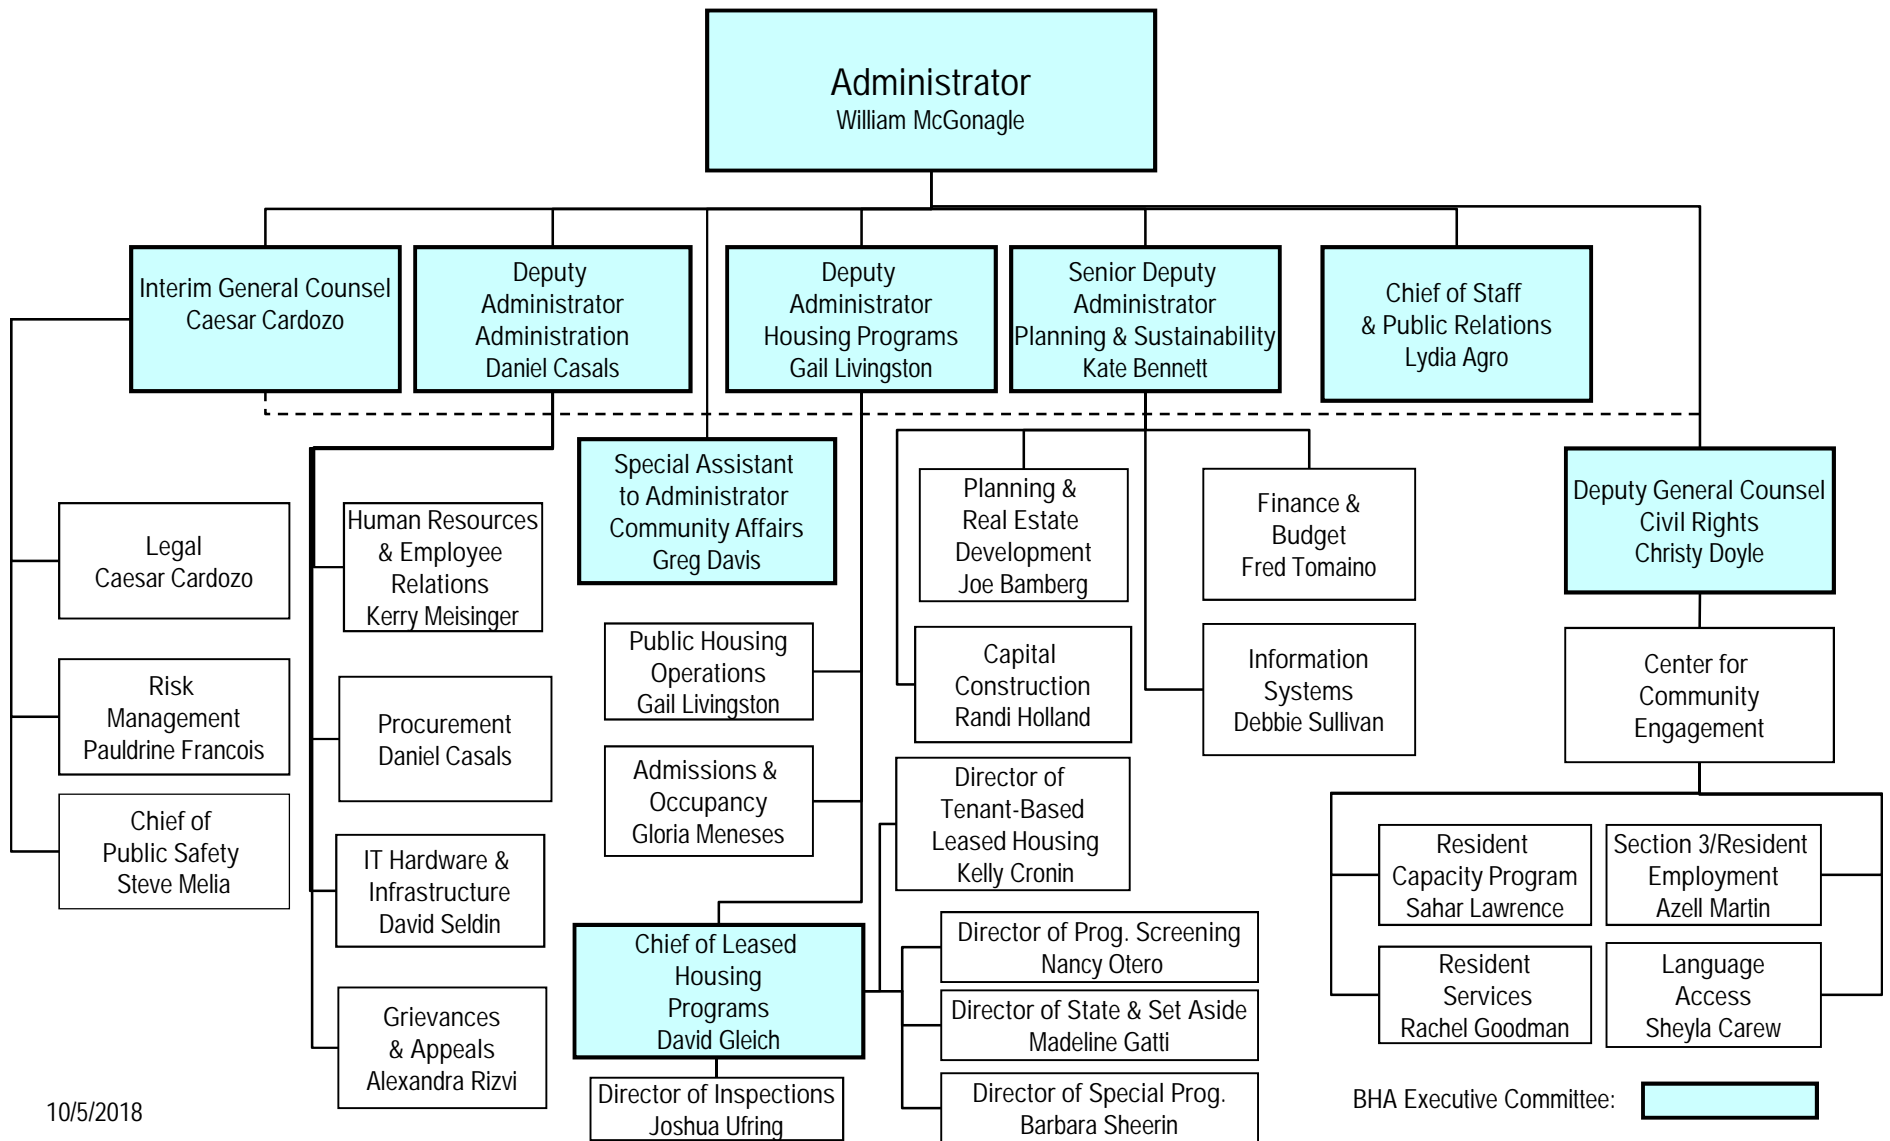 Administrator
William McGonagle
Interim General Counsel
Caesar Cardozo
Deputy
Administrator
Administration
Daniel Casals
Deputy
Administrator
Housing Programs
Gail Livingston
Senior Deputy
Administrator
Planning & Sustainability
Kate Bennett
Chief of Staff
& Public Relations
Lydia Agro
Special Assistant
to Administrator
Community Affairs
Greg Davis
Deputy General Counsel
Civil Rights
Christy Doyle
Legal
Caesar Cardozo
Risk
Management
Pauldrine Francois
Chief of
Public Safety
Steve Melia
Human Resources
& Employee
Relations
Kerry Meisinger
Procurement
Daniel Casals
IT Hardware &
Infrastructure
David Seldin
Grievances
& Appeals
Alexandra Rizvi
Public Housing
Operations
Gail Livingston
Admissions &
Occupancy
Gloria Meneses
Chief of Leased
Housing
Programs
David Gleich
Director of Inspections
Joshua Ufring
Planning &
Real Estate
Development
Joe Bamberg
Finance &
Budget
Fred Tomaino
Capital
Construction
Randi Holland
Information
Systems
Debbie Sullivan
Director of
Tenant-Based
Leased Housing
Kelly Cronin
Director of Prog. Screening
Nancy Otero
Director of State & Set Aside
Madeline Gatti
Director of Special Prog.
Barbara Sheerin
Center for
Community
Engagement
Resident
Capacity Program
Sahar Lawrence
Section 3/Resident
Employment
Azell Martin
Resident
Services
Rachel Goodman
Language
Access
Sheyla Carew
10/5/2018
BHA Executive Committee: